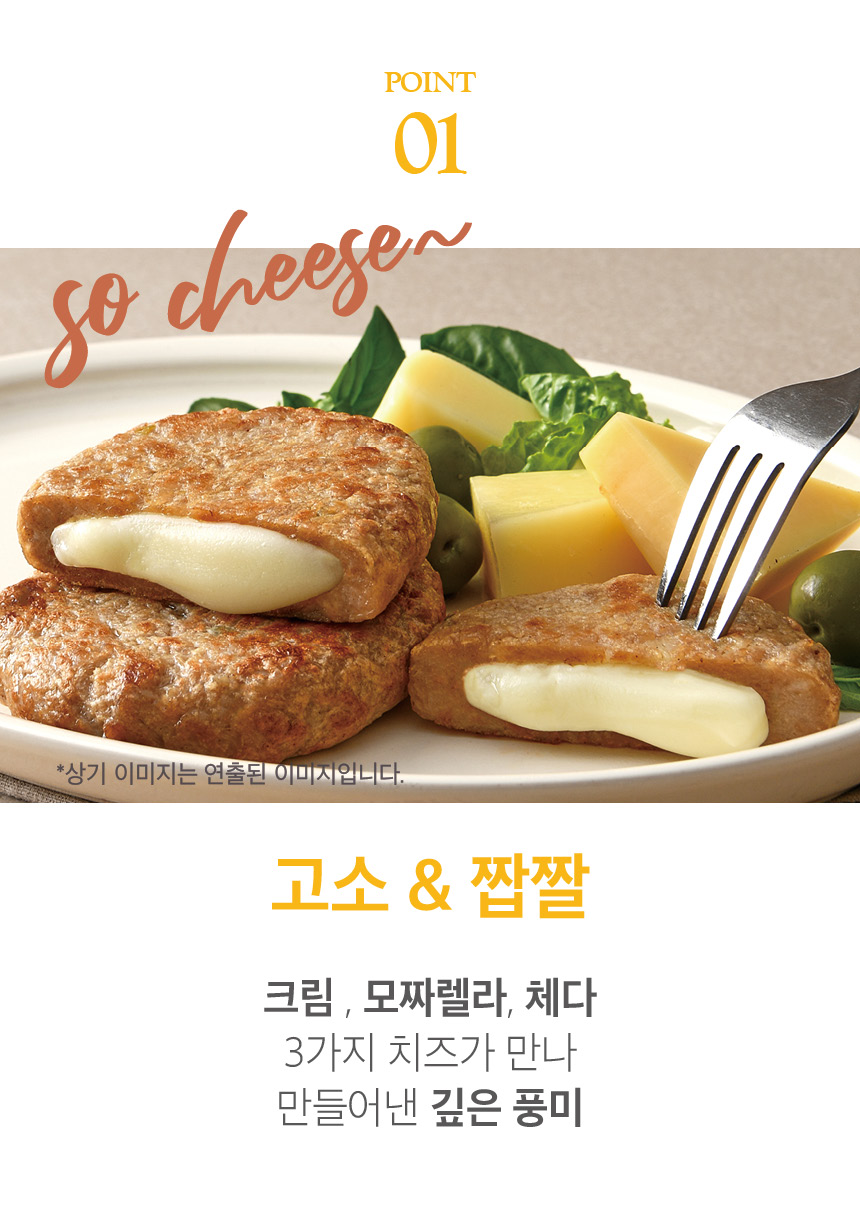 POINT
01
so cheese~
*상기 이미지는 연출된 이미지입니다.
고소 & 짭짤
크림 , 모짜렐라, 체다
3가지 치즈가 만나
만들어낸 깊은 풍미